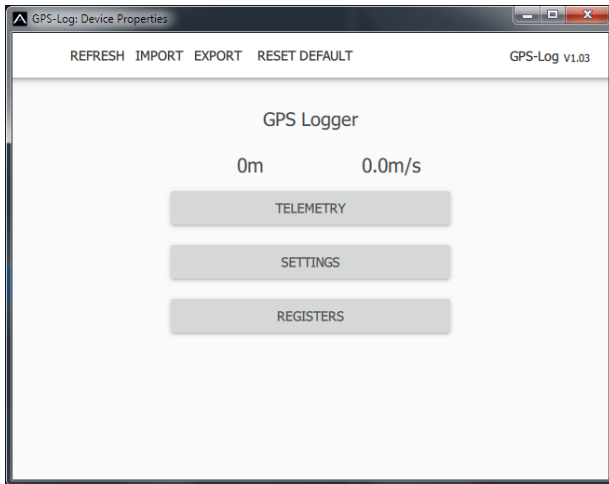 GPS-Log: Device Properties
REFRESH IMPORT EXPORT RESET DEFAULT GPS-Log V1.03
GPS Logger
0m 0.0m/s
TELEMETRY
SETTINGS
REGISTERS